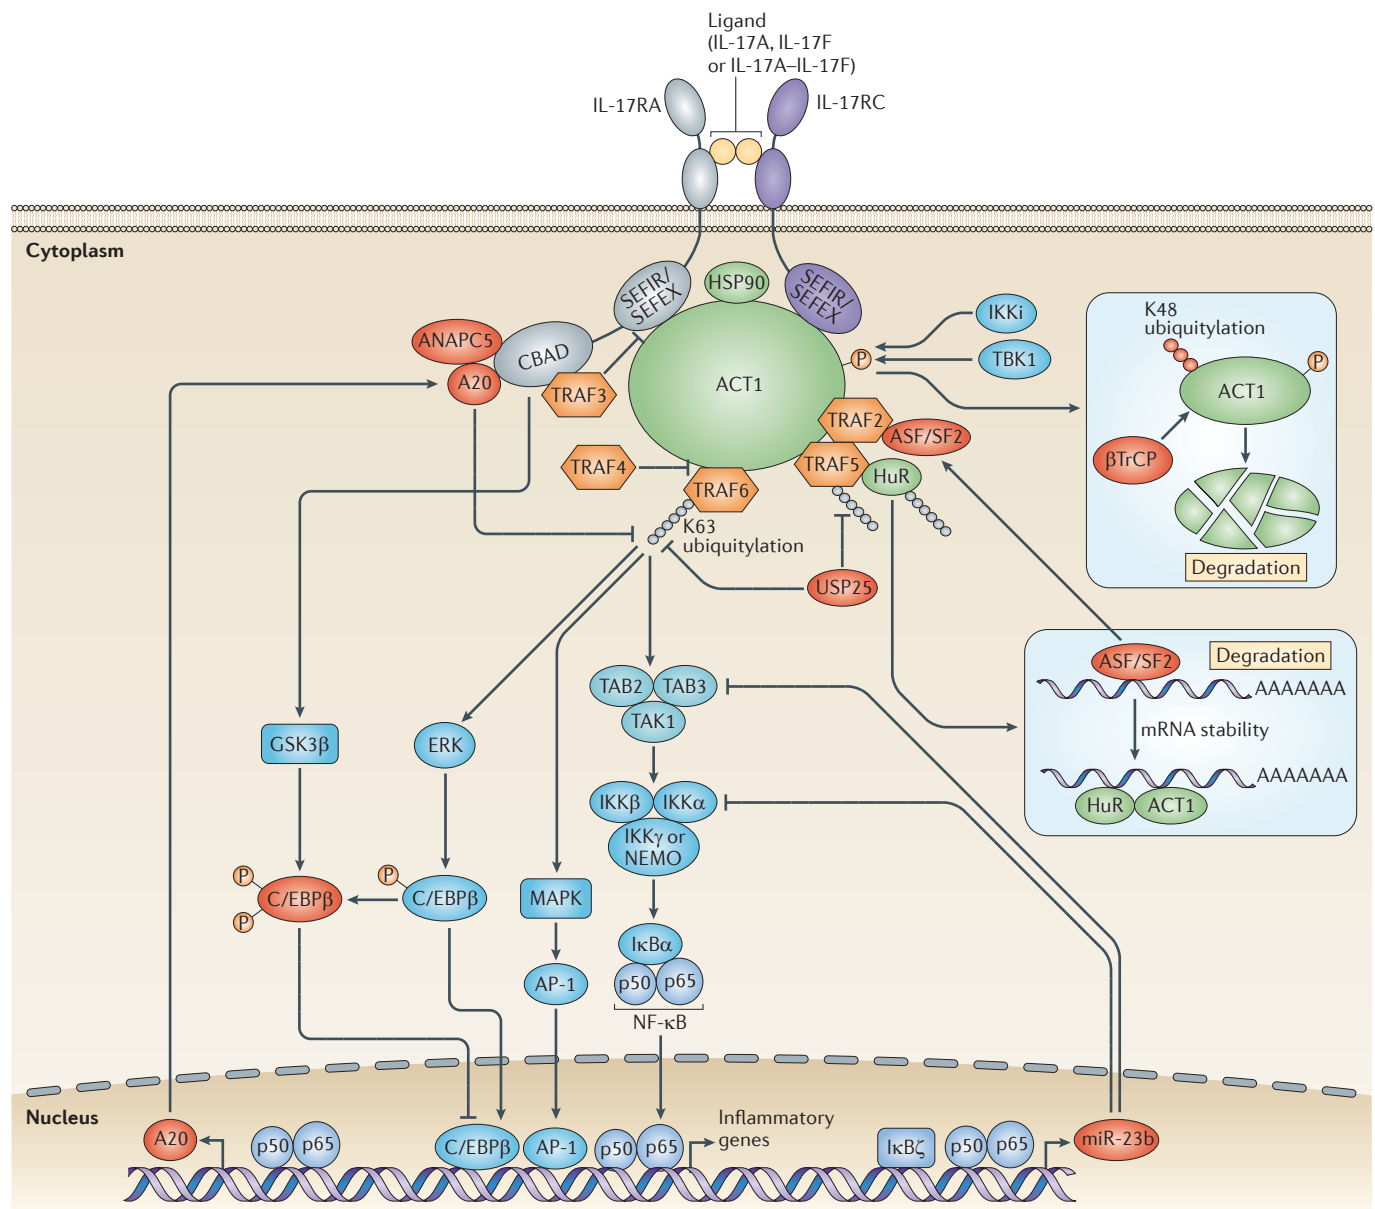 Ligand
(IL-17A, IL-17F
or IL-17A–IL-17F)
IL-17RA
IL-17RC
Cytoplasm
SEFIR/
SEFEX
HSP90
SEFIR/
SEFEX
ANAPC5
CBAD
A20
TRAF3
ACT1
P
IKKi
TBK1
K48
ubiquitylation
P
ACT1
βTrCP
Degradation
TRAF2
ASF/SF2
TRAF4
TRAF5
HuR
TRAF6
K63
ubiquitylation
USP25
ASF/SF2
Degradation
AAAAAAA
mRNA stability
AAAAAAA
HuR
ACT1
TAB2
TAB3
TAK1
GSK3β
ERK
IKKβ
IKKα
IKKγ or
NEMO
P
P
C/EBPβ
P
C/EBPβ
MAPK
IκBα
p50
p65
AP-1
NF-κB
Nucleus
A20
p50
p65
C/EBPβ
AP-1
p50
p65
Inflammatory
genes
IκBζ
p50
p65
miR-23b